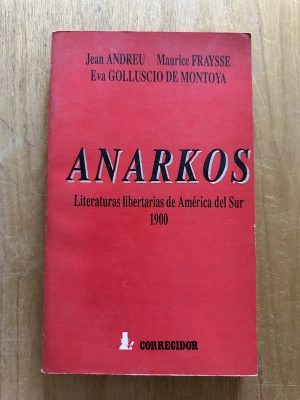 Jean ANDREU Maurice FRAYSSE
Eva GOLLUSCIO DE MONTOYA
ANARKOS
Literaturas libertarias de América del Sur
1900
CORREGIDOR